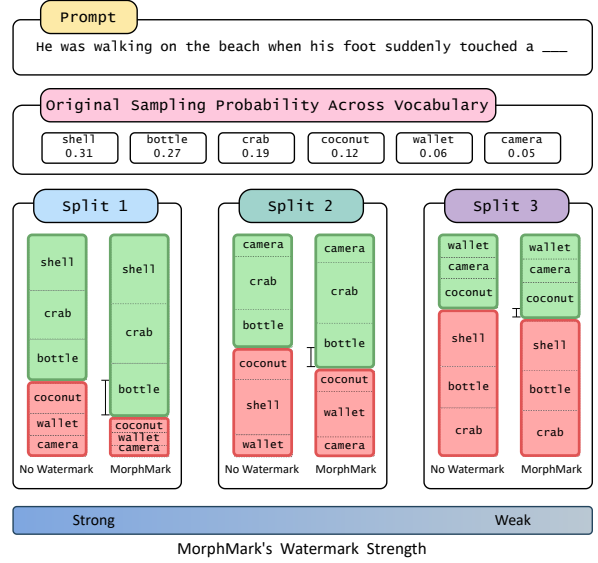 Prompt
He was walking on the beach when his foot suddenly touched a ___
Original Sampling Probability Across Vocabulary
shell bottle crab coconut wallet camera
0.31 0.27 0.19 0.12 0.06 0.05
Split 1
shell
crab
bottle
coconut
wallet
camera
No Watermark
shell
crab
bottle
coconut
wallet
camera
MorphMark
Split 2
camera
crab
bottle
coconut
shell
wallet
No Watermark
camera
crab
bottle
coconut
wallet
camera
MorphMark
Split 3
wallet
camera
coconut
shell
bottle
crab
No Watermark
wallet
camera
coconut
shell
bottle
crab
MorphMark
Strong Weak
MorphMark's Watermark Strength